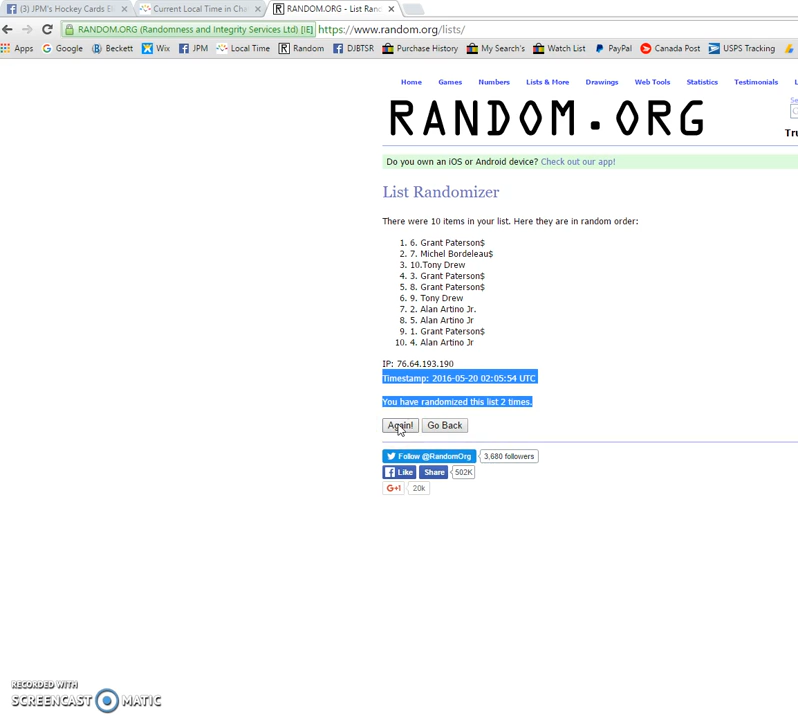 (3) JPM's Hockey Cards B
Current Local Time in Cha
RANDOM.ORG - List Rand
RANDOM.ORG (Randomness and Integrity Services Ltd) [IE] https://www.random.org/lists/
Apps Google Beckett Wix JPM Local Time Random DJBTSR Purchase History My Search's Watch List PayPal Canada Post USPS Tracking
Home Games Numbers Lists & More Drawings Web Tools Statistics Testimonials L
RANDOM.ORG
Se
Tru
Do you own an iOS or Android device? Check out our app!
List Randomizer
There were 10 items in your list. Here they are in random order:
1. 6. Grant Paterson$
2. 7. Michel Bordeleau$
3. 10.Tony Drew
4. 3. Grant Paterson$
5. 8. Grant Paterson$
6. 9. Tony Drew
7. 2. Alan Artino Jr.
8. 5. Alan Artino Jr
9. 1. Grant Paterson$
10. 4. Alan Artino Jr
IP: 76.64.193.190
Timestamp: 2016-05-20 02:05:54 UTC
You have randomized this list 2 times.
Again! Go Back
Follow @RandomOrg 3,680 followers
Like Share 502K
G+1 20k
RECORDED WITH
SCREENCAST MATIC